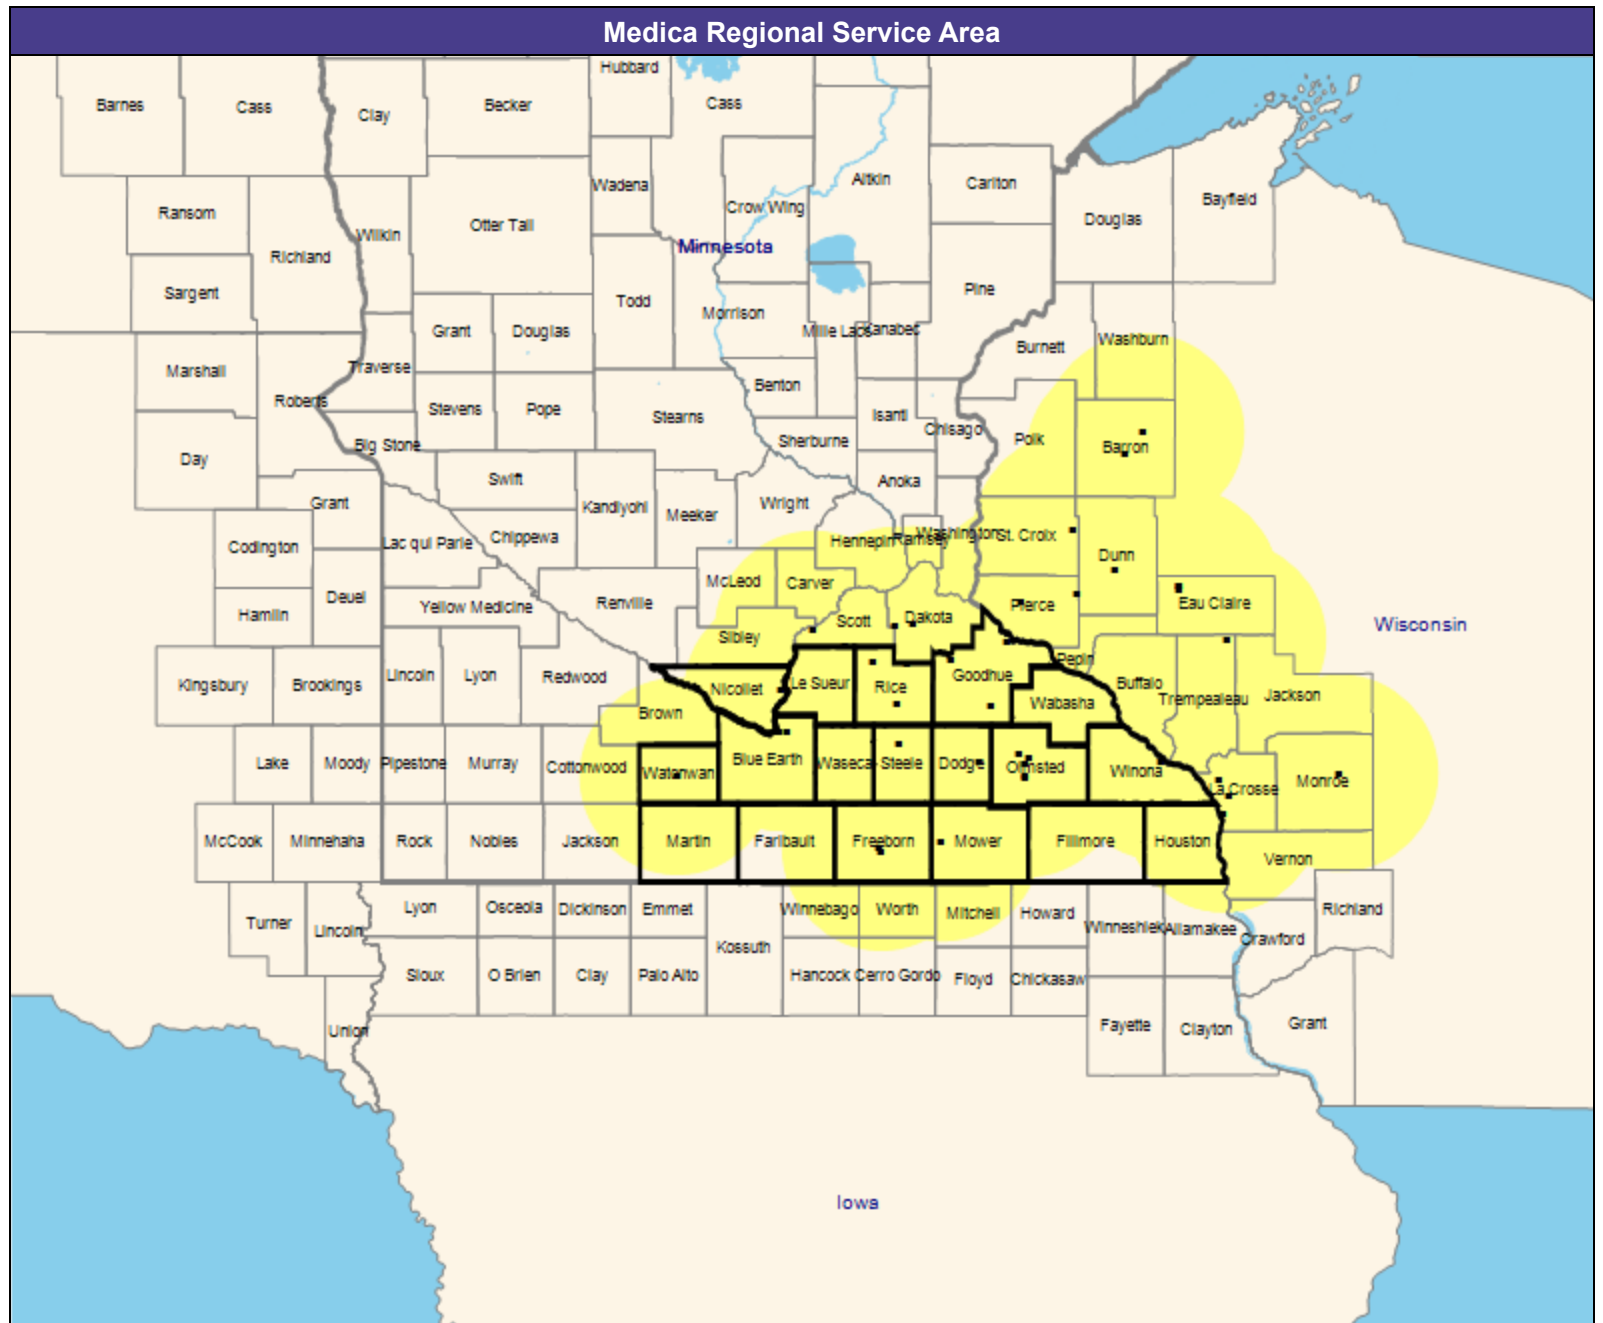 Medica Regional Service Area
Hubbard
Barnes
Cass
Clay
Becker
Cass
Wadena
Crow Wing
Aitkin
Carlton
Bayfield
Ransom
Wilkin
Otter Tail
Douglas
Richland
Minnesota
Sargent
Todd
Morrison
Pine
Grant
Douglas
Mille Lacs
Kanabec
Washburn
Burnett
Marshall
Traverse
Roberts
Stevens
Pope
Stearns
Benton
Isanti
Chisago
Polk
Barron
Big Stone
Sherburne
Day
Swift
Anoka
Grant
Kandiyohi
Meeker
Wright
Codington
Lac qui Parle
Chippewa
Hennepin
Ramsey
Washington
St. Croix
Dunn
Deuel
Hamlin
Yellow Medicine
Renville
McLeod
Carver
Pierce
Eau Claire
Scott
Dakota
Sibley
Wisconsin
Pepin
Kingsbury
Brookings
Lincoln
Lyon
Redwood
Nicollet
Le Sueur
Rice
Goodhue
Wabasha
Buffalo
Trempealeau
Jackson
Brown
Lake
Moody
Pipestone
Murray
Cottonwood
Watonwan
Blue Earth
Waseca
Steele
Dodge
Olmsted
Winona
La Crosse
Monroe
McCook
Minnehaha
Rock
Nobles
Jackson
Martin
Faribault
Freeborn
Mower
Fillmore
Houston
Vernon
Turner
Lincoln
Lyon
Osceola
Dickinson
Emmet
Kossuth
Winnebago
Worth
Mitchell
Howard
Winneshiek
Allamakee
Crawford
Richland
Sioux
O Brien
Clay
Palo Alto
Hancock
Cerro Gordo
Floyd
Chickasaw
Union
Fayette
Clayton
Grant
Iowa